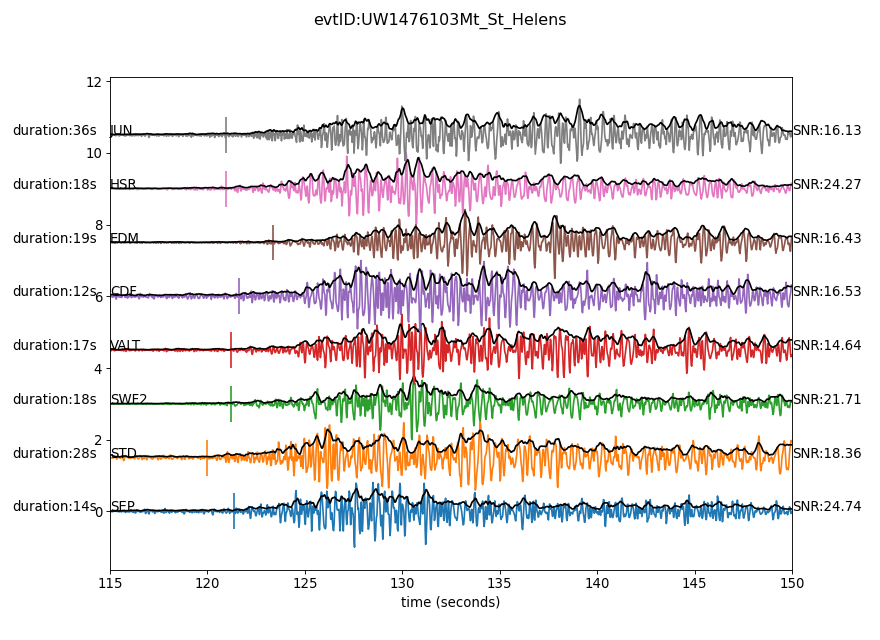 evtID:UW1476103Mt_St_Helens
12
duration:36s JUN SNR:16.13
10
duration:18s HSR SNR:24.27
8
duration:19s EDM SNR:16.43
duration:12s CDF SNR:16.53
6
duration:17s VALT SNR:14.64
4
duration:18s SWF2 SNR:21.71
2
duration:28s STD SNR:18.36
duration:14s SEP SNR:24.74
0
115 120 125 130 135 140 145 150
time (seconds)